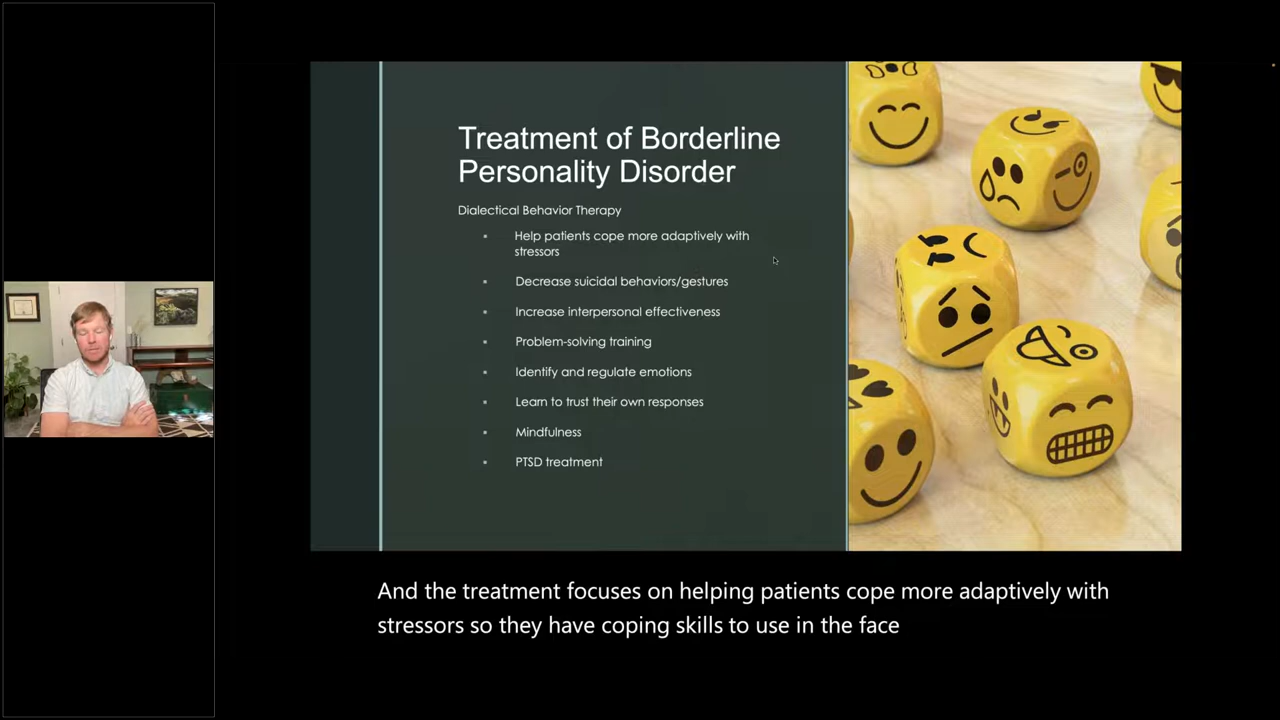 Treatment of Borderline
Personality Disorder
Dialectical Behavior Therapy
▪ Help patients cope more adaptively with
stressors
▪ Decrease suicidal behaviors/gestures
▪ Increase interpersonal effectiveness
▪ Problem-solving training
▪ Identify and regulate emotions
▪ Learn to trust their own responses
▪ Mindfulness
▪ PTSD treatment
And the treatment focuses on helping patients cope more adaptively with
stressors so they have coping skills to use in the face